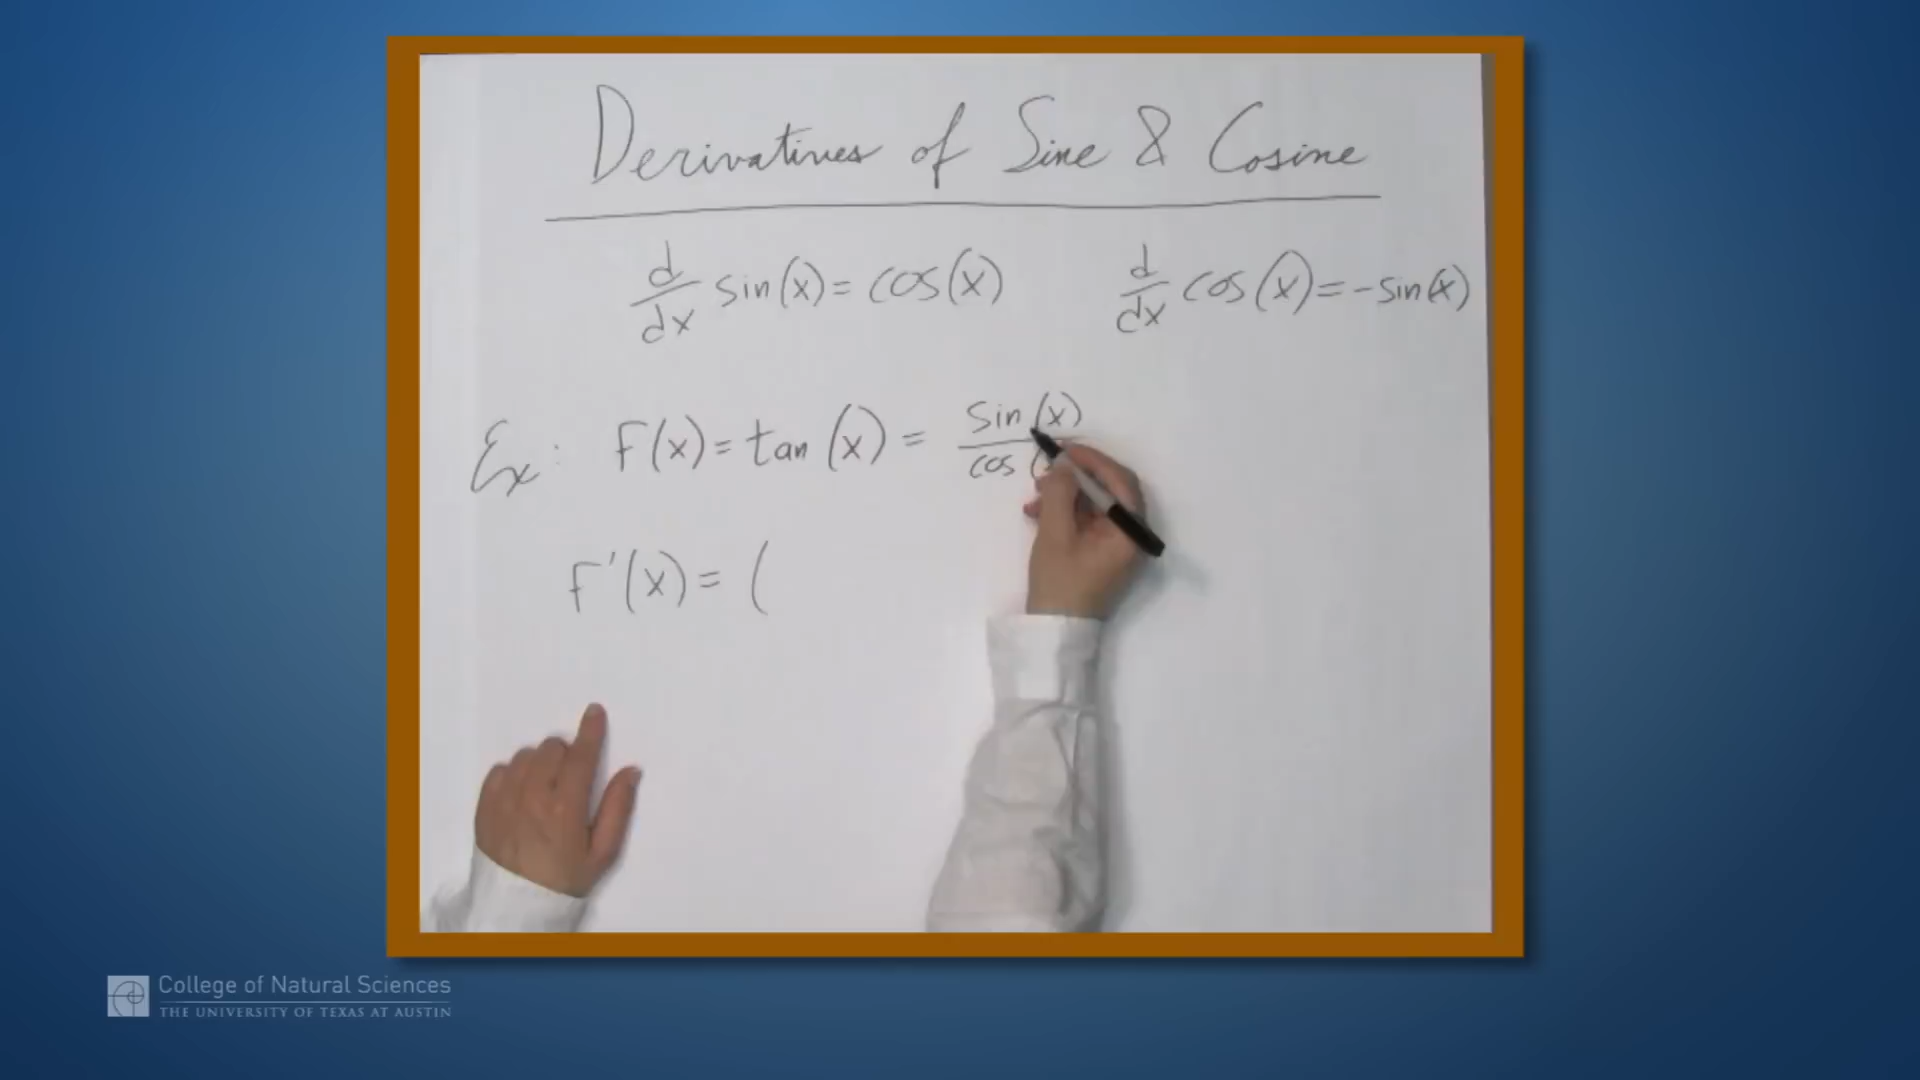 Derivatives of Sine & Cosine
d/dx sin(x) = cos(x)    d/dx cos(x) = -sin(x)
Ex: F(x) = tan(x) = sin(x)/cos(
F'(x) = (
College of Natural Sciences
THE UNIVERSITY OF TEXAS AT AUSTIN